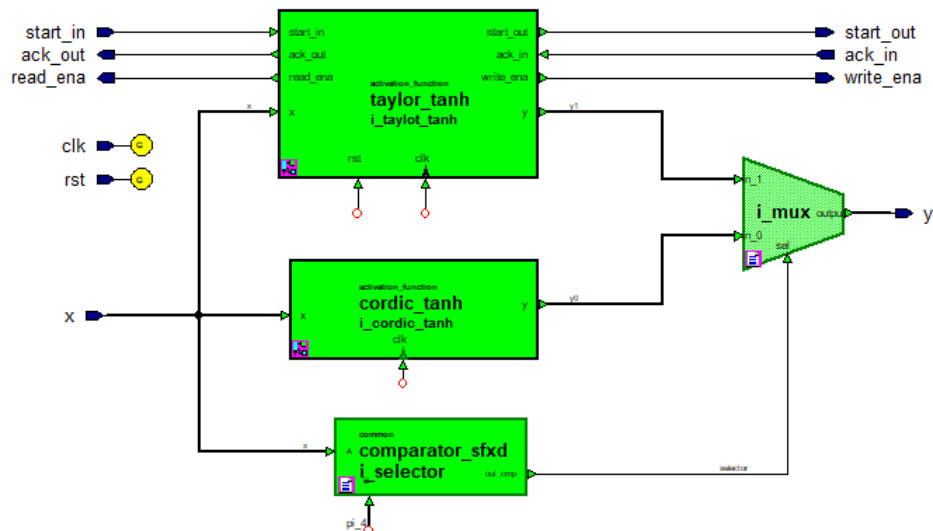 start_in
ack_out
read_ena
clk
G
rst
G
x
start_in
ack_out
read_ena
x
x
start_out
ack_in
write_ena
y
activation_function
taylor_tanh
i_taylot_tanh
rst
clk
start_out
ack_in
write_ena
y1
in_1
i_mux
output
in_0
sel
y
activation_function
cordic_tanh
i_cordic_tanh
x
y
clk
y0
common
comparator_sfxd
i_selector
x
A
out_cmp
selector
pi_4